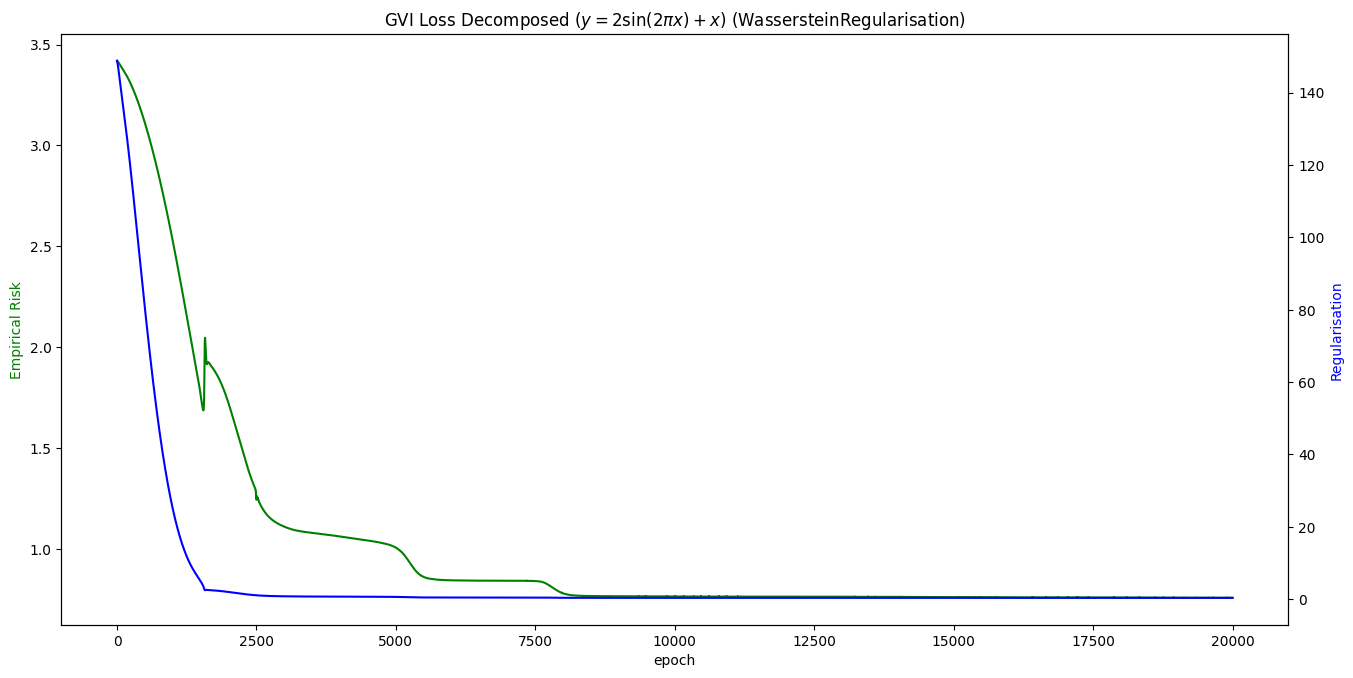 GVI Loss Decomposed (y = 2sin(2πx) + x) (WassersteinRegularisation)
3.5
3.0
2.5
2.0
1.5
1.0
Empirical Risk
140
120
100
80
60
40
20
0
Regularisation
0 2500 5000 7500 10000 12500 15000 17500 20000
epoch